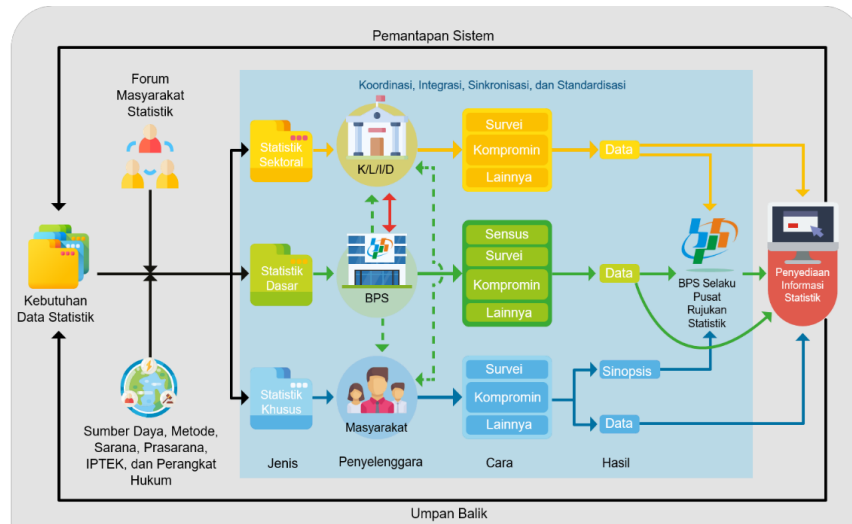 Pemantapan Sistem
Forum
Masyarakat
Statistik
Koordinasi, Integrasi, Sinkronisasi, dan Standardisasi
Statistik
Sektoral
K/L/I/D
Survei
Kompromin
Lainnya
Data
Kebutuhan
Data Statistik
Statistik
Dasar
BPS
Sensus
Survei
Kompromin
Lainnya
Data
BPS Selaku
Pusat
Rujukan
Statistik
Penyediaan
Informasi
Statistik
Statistik
Khusus
Masyarakat
Survei
Kompromin
Lainnya
Sinopsis
Data
Sumber Daya, Metode,
Sarana, Prasarana,
IPTEK, dan Perangkat
Hukum
Jenis
Penyelenggara
Cara
Hasil
Umpan Balik